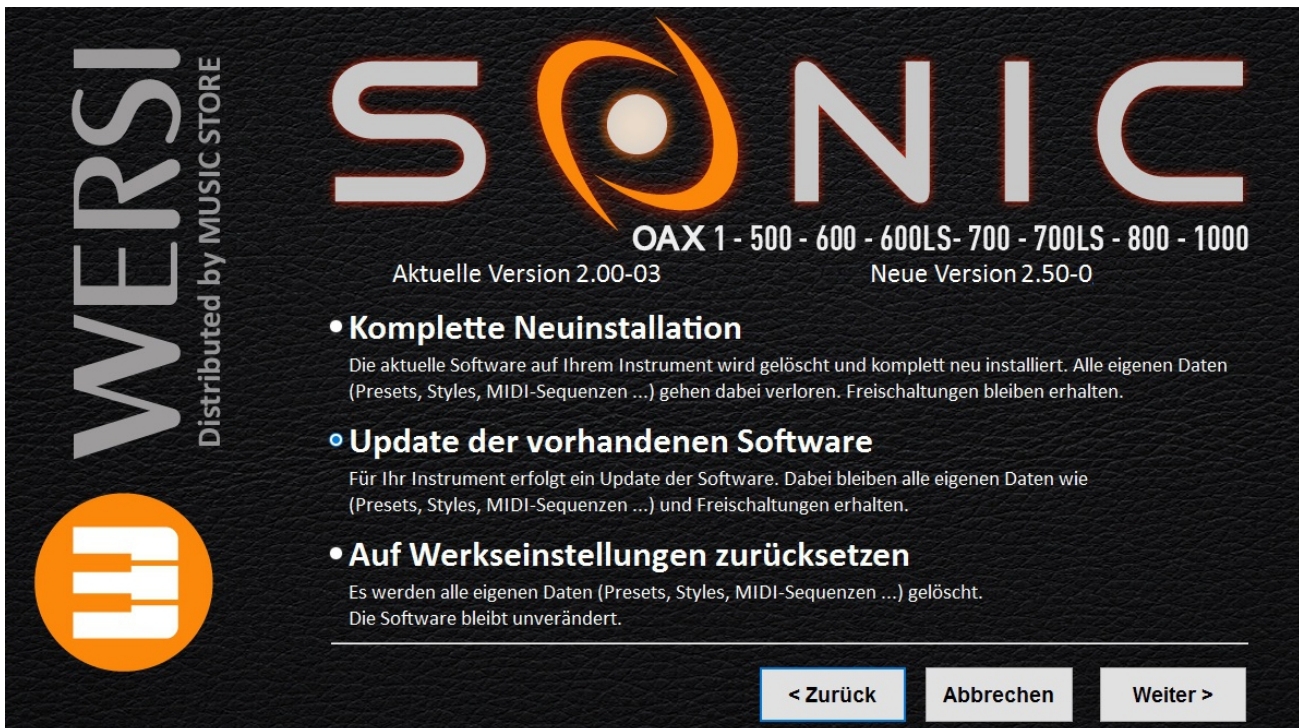 WERSI
Distributed by MUSIC STORE
SONIC
OAX 1 - 500 - 600 - 600LS- 700 - 700LS - 800 - 1000
Aktuelle Version 2.00-03
Neue Version 2.50-0
Komplette Neuinstallation
Die aktuelle Software auf Ihrem Instrument wird gelöscht und komplett neu installiert. Alle eigenen Daten
(Presets, Styles, MIDI-Sequenzen ...) gehen dabei verloren. Freischaltungen bleiben erhalten.
Update der vorhandenen Software
Für Ihr Instrument erfolgt ein Update der Software. Dabei bleiben alle eigenen Daten wie
(Presets, Styles, MIDI-Sequenzen ...) und Freischaltungen erhalten.
Auf Werkseinstellungen zurücksetzen
Es werden alle eigenen Daten (Presets, Styles, MIDI-Sequenzen ...) gelöscht.
Die Software bleibt unverändert.
< Zurück
Abbrechen
Weiter >